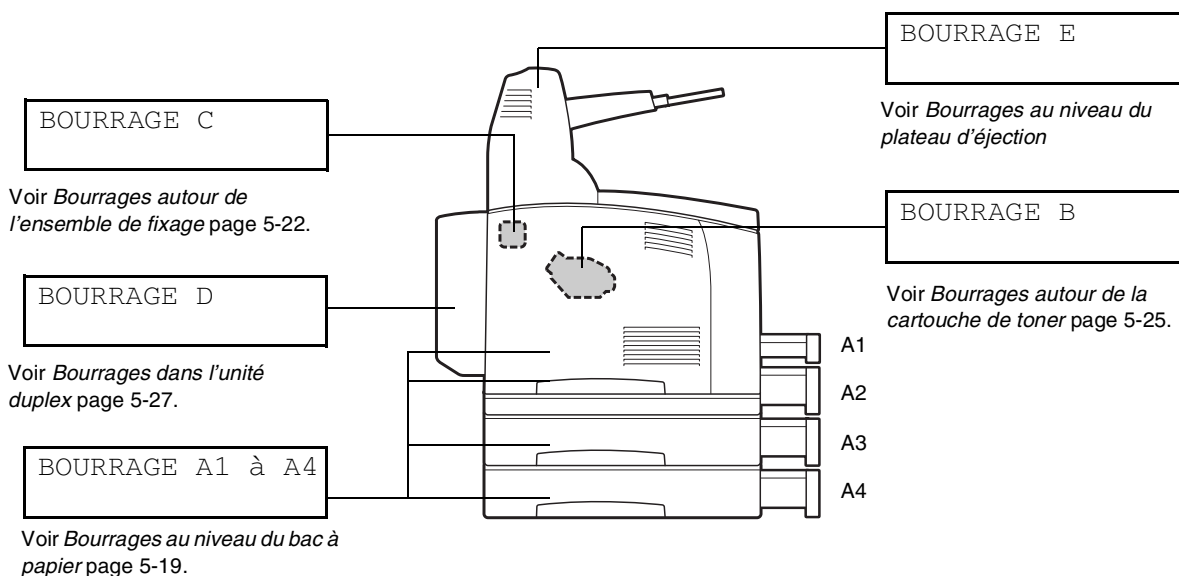 BOURRAGE E
Voir Bourrages au niveau du
plateau d'éjection
BOURRAGE C
Voir Bourrages autour de
l'ensemble de fixage page 5-22.
BOURRAGE B
Voir Bourrages autour de la
cartouche de toner page 5-25.
BOURRAGE D
Voir Bourrages dans l'unité
duplex page 5-27.
A1
A2
A3
A4
BOURRAGE A1 à A4
Voir Bourrages au niveau du bac à
papier page 5-19.